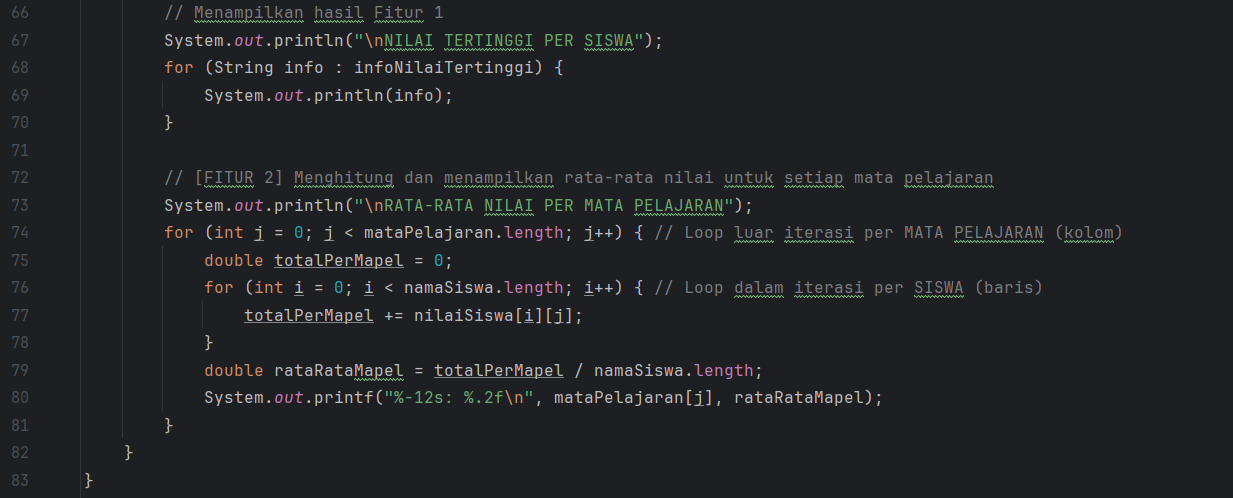 66 // Menampilkan hasil Fitur 1
67 System.out.println("\nNILAI TERTINGGI PER SISWA");
68 for (String info : infoNilaiTertinggi) {
69 System.out.println(info);
70 }
71
72 // [FITUR 2] Menghitung dan menampilkan rata-rata nilai untuk setiap mata pelajaran
73 System.out.println("\nRATA-RATA NILAI PER MATA PELAJARAN");
74 for (int j = 0; j < mataPelajaran.length; j++) { // Loop luar iterasi per MATA PELAJARAN (kolom)
75 double totalPerMapel = 0;
76 for (int i = 0; i < namaSiswa.length; i++) { // Loop dalam iterasi per SISWA (baris)
77 totalPerMapel += nilaiSiswa[i][j];
78 }
79 double rataRataMapel = totalPerMapel / namaSiswa.length;
80 System.out.printf("%-12s: %.2f\n", mataPelajaran[j], rataRataMapel);
81 }
82 }
83 }